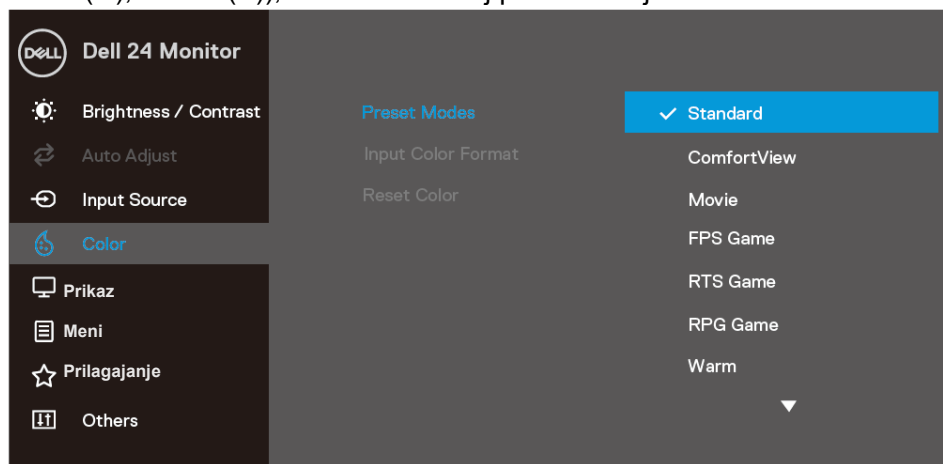 DELL Dell 24 Monitor
Brightness / Contrast
Auto Adjust
Input Source
Color
Prikaz
Meni
Prilagajanje
Others
Preset Modes
Input Color Format
Reset Color
Standard
ComfortView
Movie
FPS Game
RTS Game
RPG Game
Warm